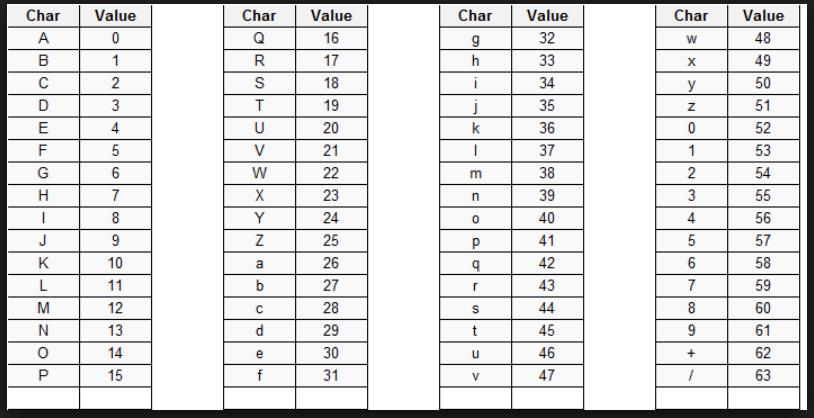 Char Value Char Value Char Value Char Value
A 0 Q 16 g 32 w 48
B 1 R 17 h 33 x 49
C 2 S 18 i 34 y 50
D 3 T 19 j 35 z 51
E 4 U 20 k 36 0 52
F 5 V 21 l 37 1 53
G 6 W 22 m 38 2 54
H 7 X 23 n 39 3 55
I 8 Y 24 o 40 4 56
J 9 Z 25 p 41 5 57
K 10 a 26 q 42 6 58
L 11 b 27 r 43 7 59
M 12 c 28 s 44 8 60
N 13 d 29 t 45 9 61
O 14 e 30 u 46 + 62
P 15 f 31 v 47 / 63